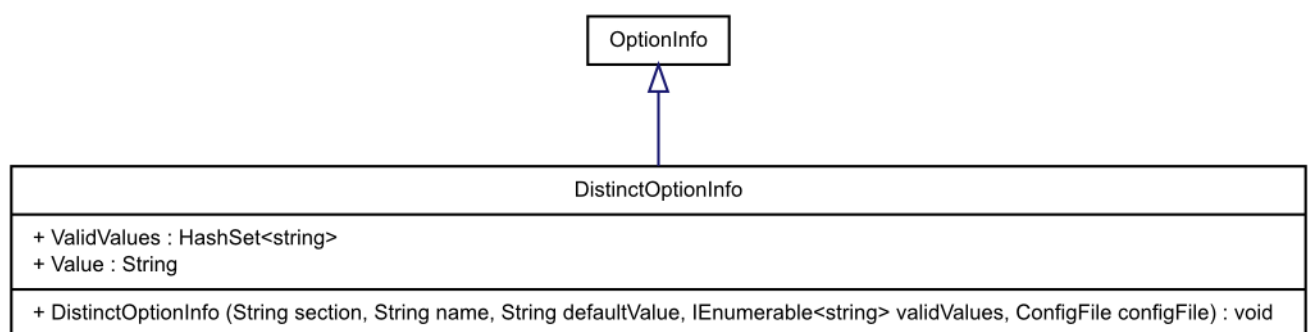 OptionInfo
DistinctOptionInfo
+ ValidValues : HashSet<string>
+ Value : String
+ DistinctOptionInfo (String section, String name, String defaultValue, IEnumerable<string> validValues, ConfigFile configFile) : void